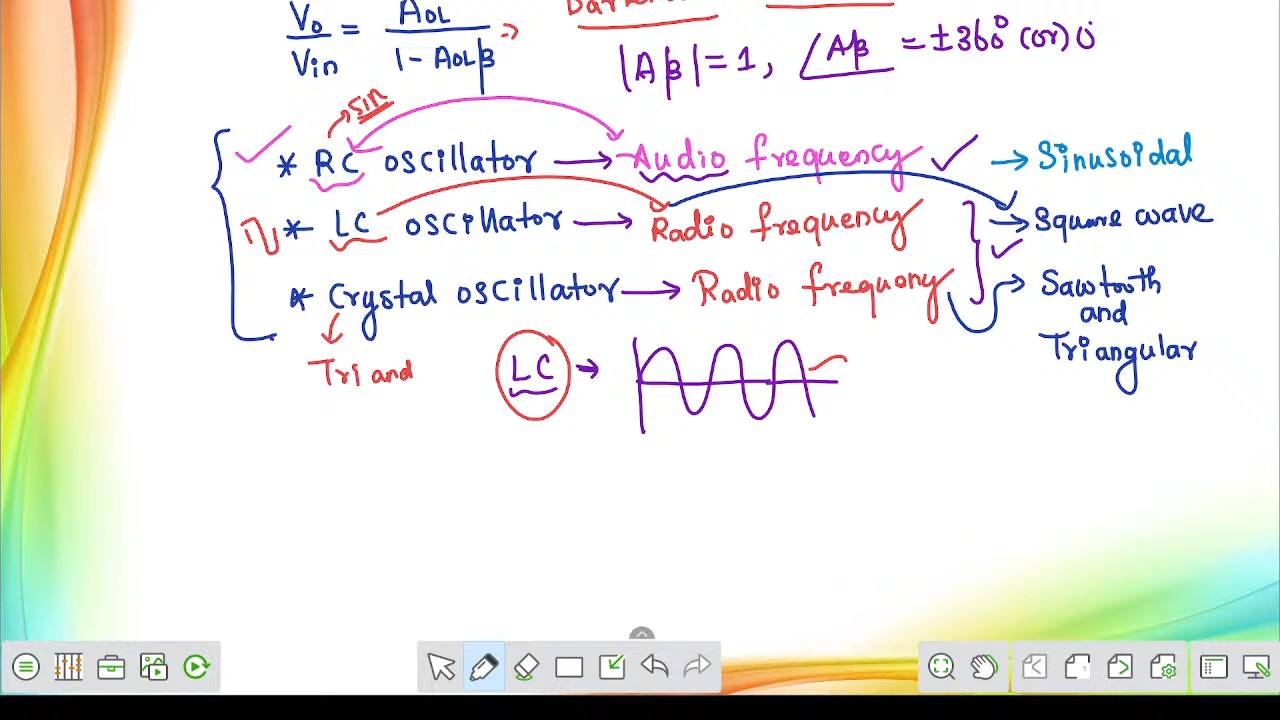 Vo/Vin = AOL/(1 - AOLβ) →
|Aβ| = 1, ∠Aβ = ±360° (or) 0
→ sin
* RC oscillator → Audio frequency → Sinusoidal
* LC oscillator → Radio frequency → Square wave
* Crystal oscillator → Radio frequony → Sawtooth
and
Triangular
Tri and
LC →